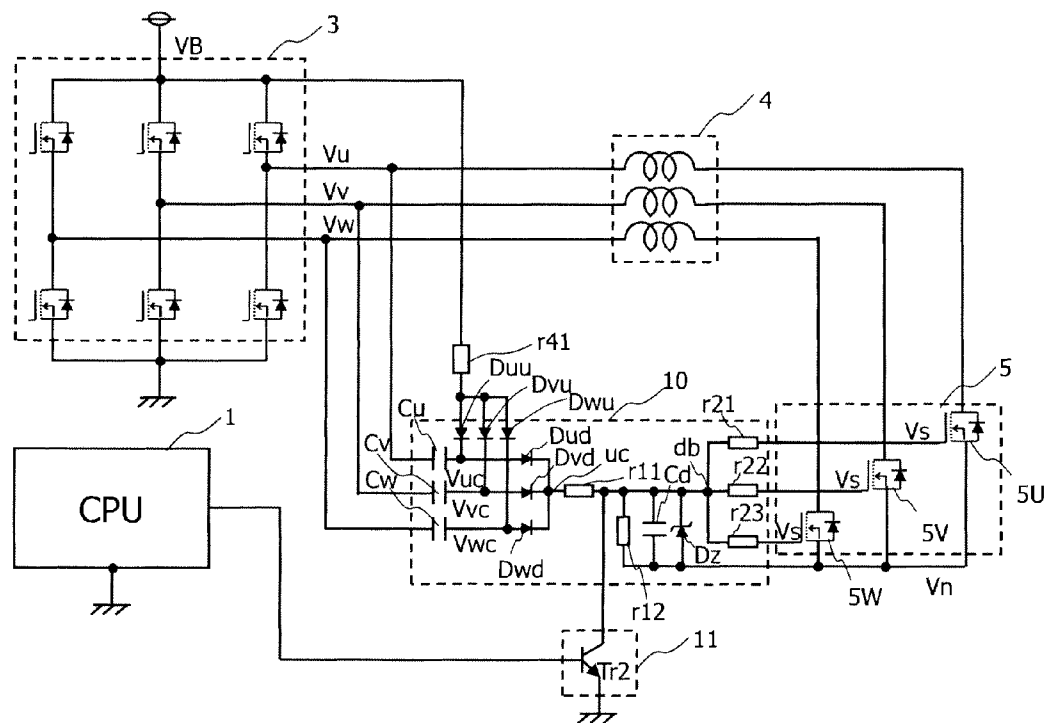 VB
3
4
Vu
Vv
Vw
r41
Duu
Dvu
Dwu
10
5
1
Cu
Cv
Cw
Dud
Dvd
uc
r11
Cd
db
r21
r22
r23
Vs
Vs
Vs
5U
5V
5W
Vuc
Vvc
Vwc
Dwd
Dz
r12
Vn
CPU
11
Tr2